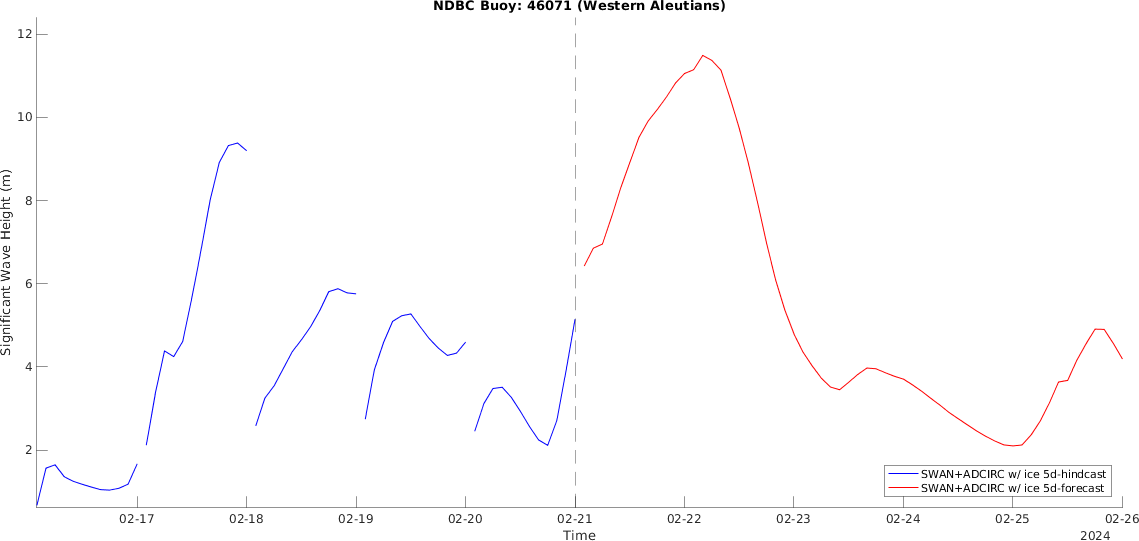 NDBC Buoy: 46071 (Western Aleutians)
12
10
8
6
4
2
Significant Wave Height (m)
SWAN+ADCIRC w/ ice 5d-hindcast
SWAN+ADCIRC w/ ice 5d-forecast
02-17 02-18 02-19 02-20 02-21 02-22 02-23 02-24 02-25 02-26
Time
2024